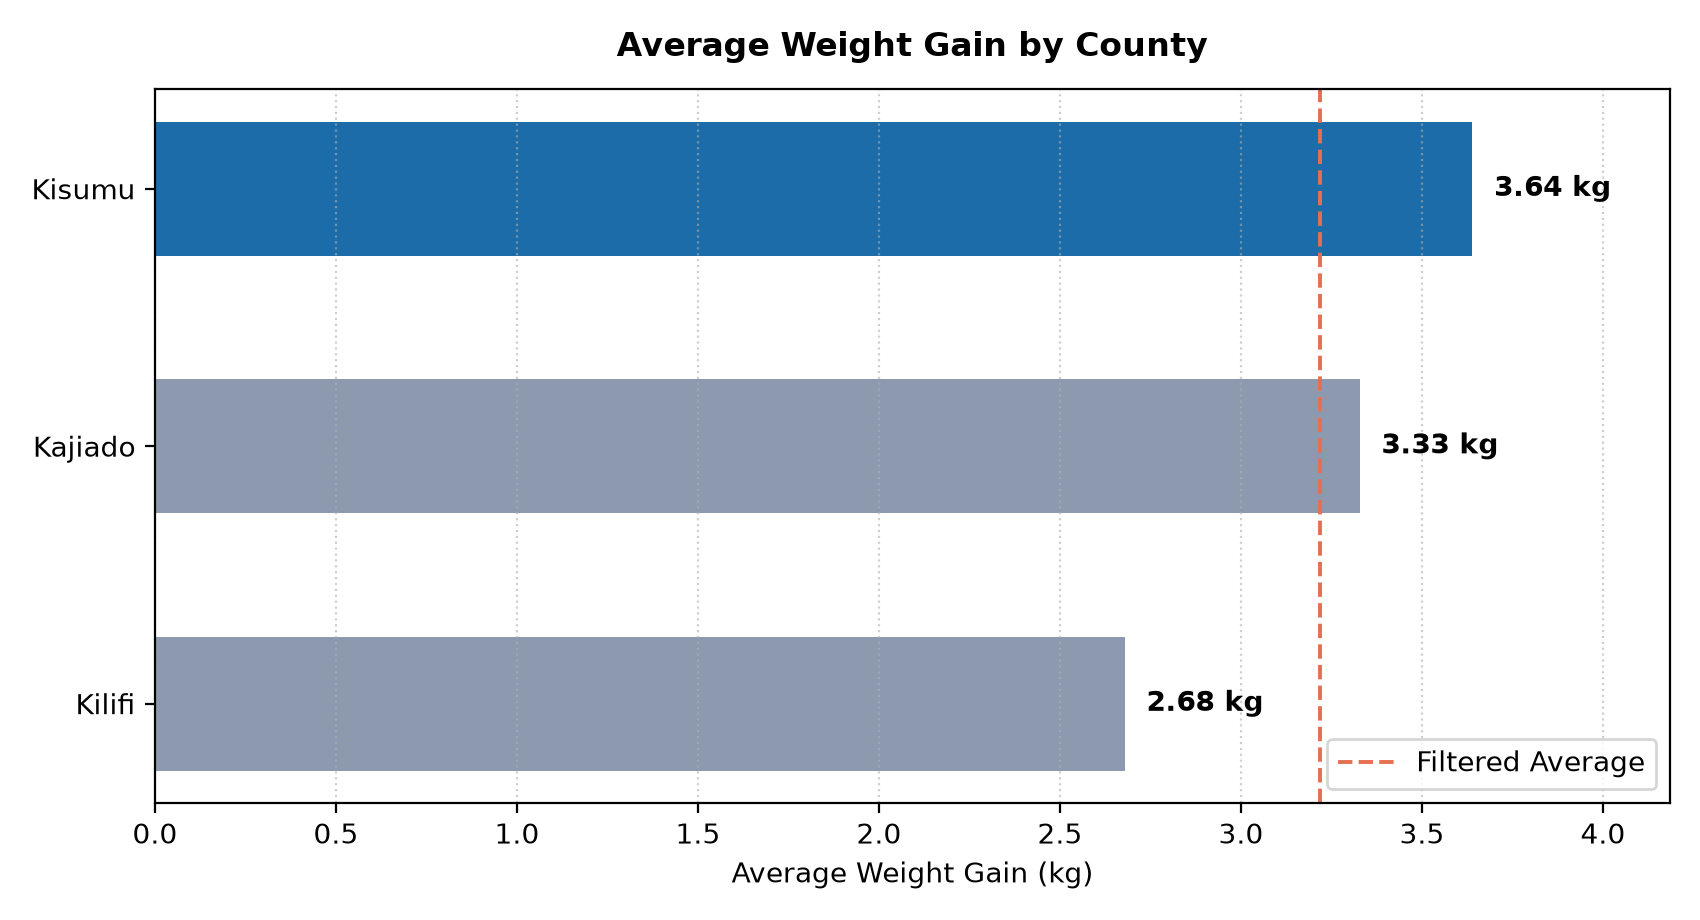 Average Weight Gain by County
Kisumu
3.64 kg
Kajiado
3.33 kg
Kilifi
2.68 kg
Filtered Average
0.0 0.5 1.0 1.5 2.0 2.5 3.0 3.5 4.0
Average Weight Gain (kg)